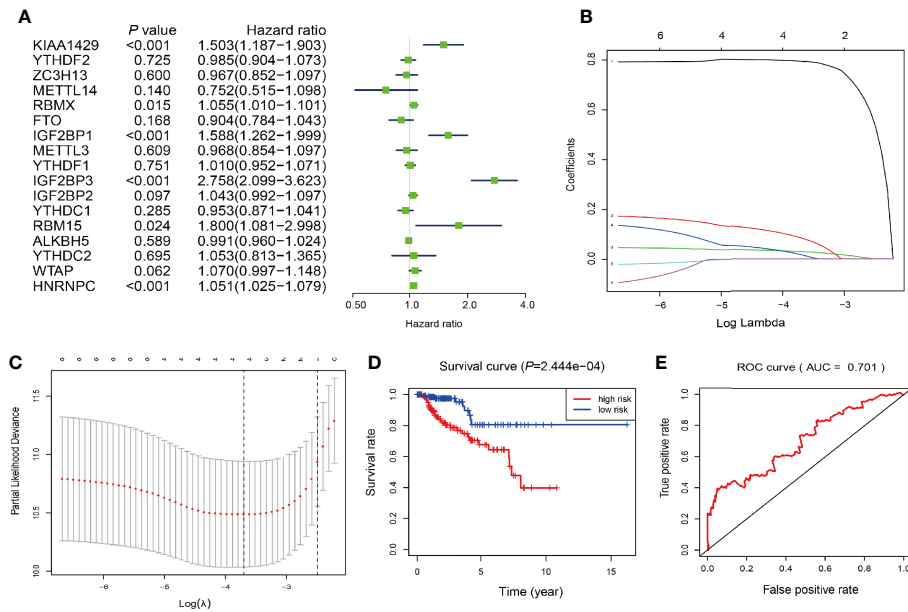 A
P value Hazard ratio
KIAA1429 <0.001 1.503(1.187−1.903)
YTHDF2 0.725 0.985(0.904−1.073)
ZC3H13 0.600 0.967(0.852−1.097)
METTL14 0.140 0.752(0.515−1.098)
RBMX 0.015 1.055(1.010−1.101)
FTO 0.168 0.904(0.784−1.043)
IGF2BP1 <0.001 1.588(1.262−1.999)
METTL3 0.609 0.968(0.854−1.097)
YTHDF1 0.751 1.010(0.952−1.071)
IGF2BP3 <0.001 2.758(2.099−3.623)
IGF2BP2 0.097 1.043(0.992−1.097)
YTHDC1 0.285 0.953(0.871−1.041)
RBM15 0.024 1.800(1.081−2.998)
ALKBH5 0.589 0.991(0.960−1.024)
YTHDC2 0.695 1.053(0.813−1.365)
WTAP 0.062 1.070(0.997−1.148)
HNRNPC <0.001 1.051(1.025−1.079)
0.50 1.0 2.0 4.0
Hazard ratio
B
6 4 4 2
0.8
0.4
0.0
Coefficients
−6 −5 −4 −3
Log Lambda
C
11.5
11.0
10.5
10.0
Partial Likelihood Deviance
−6 −5 −4 −3
Log(λ)
D
Survival curve (P=2.444e−04)
high risk
low risk
1.0
0.8
0.6
0.4
0.2
0.0
Survival rate
0 5 10 15
Time (year)
E
ROC curve ( AUC = 0.701 )
1.0
0.8
0.6
0.4
0.2
0.0
True positive rate
0.0 0.2 0.4 0.6 0.8 1.0
False positive rate